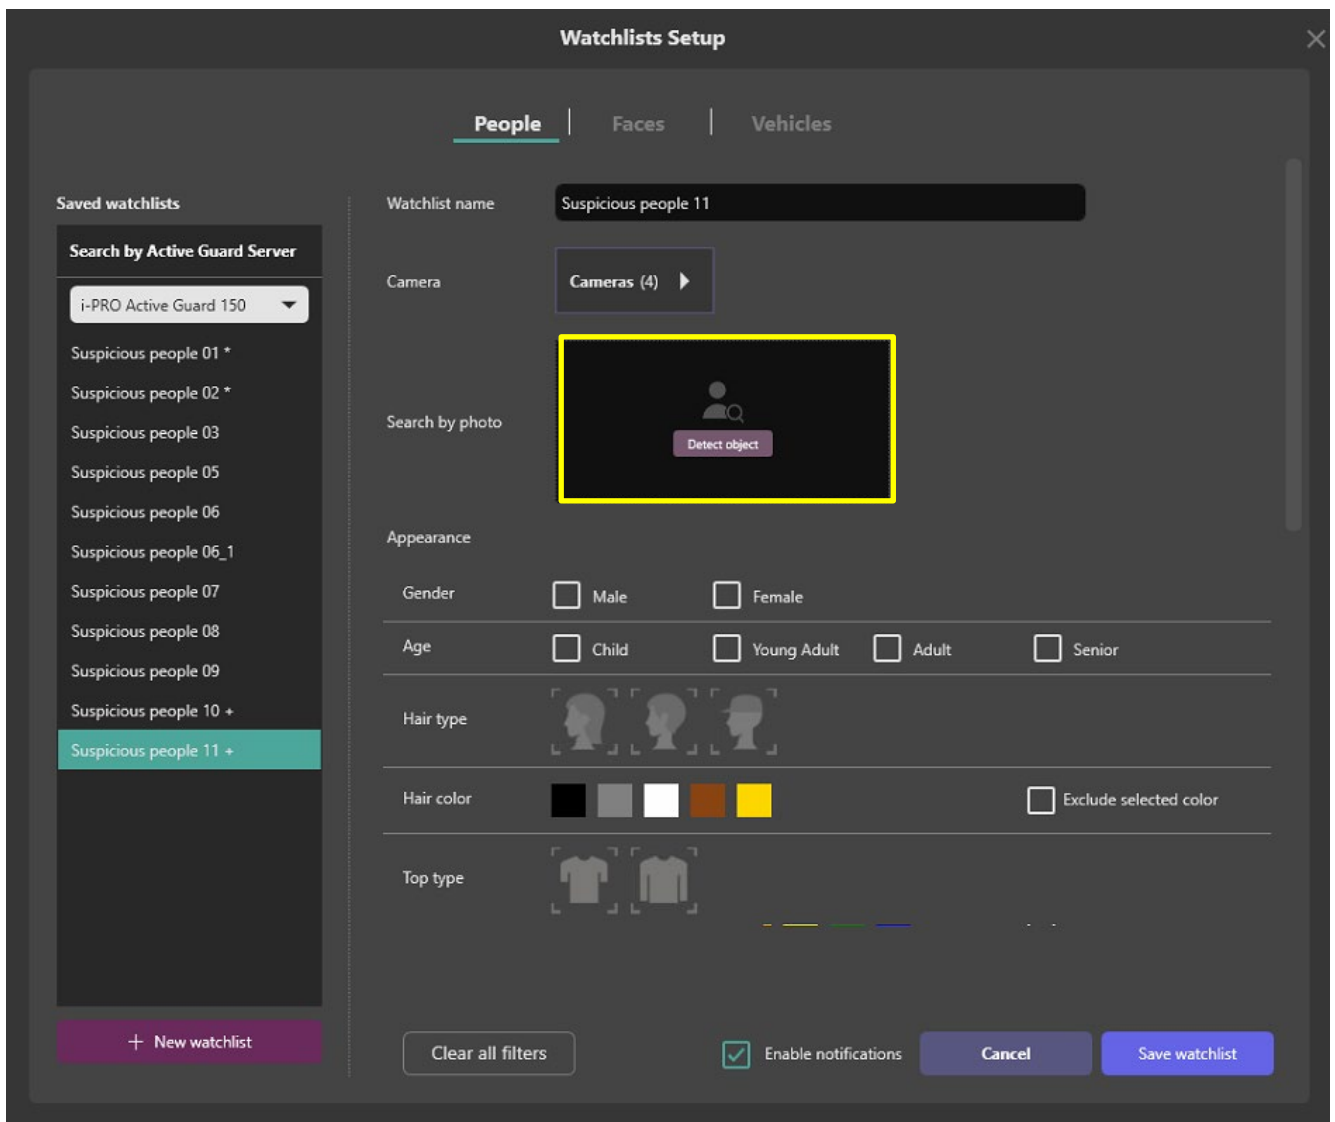 Watchlists Setup
People | Faces | Vehicles
Saved watchlists
Search by Active Guard Server
i-PRO Active Guard 150
Suspicious people 01 *
Suspicious people 02 *
Suspicious people 03
Suspicious people 05
Suspicious people 06
Suspicious people 06_1
Suspicious people 07
Suspicious people 08
Suspicious people 09
Suspicious people 10 +
Suspicious people 11 +
+ New watchlist
Watchlist name Suspicious people 11
Camera Cameras (4)
Search by photo
Detect object
Appearance
Gender Male Female
Age Child Young Adult Adult Senior
Hair type
Hair color Exclude selected color
Top type
Clear all filters Enable notifications Cancel Save watchlist